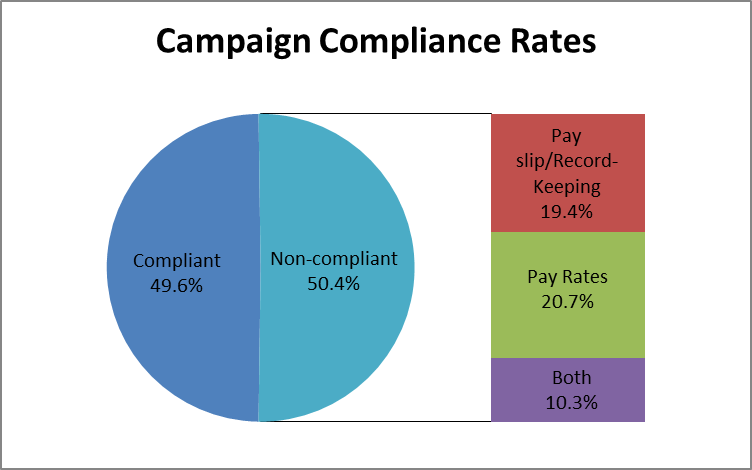 Campaign Compliance Rates
Compliant
49.6%
Non-compliant
50.4%
Pay
slip/Record-
Keeping
19.4%
Pay Rates
20.7%
Both
10.3%